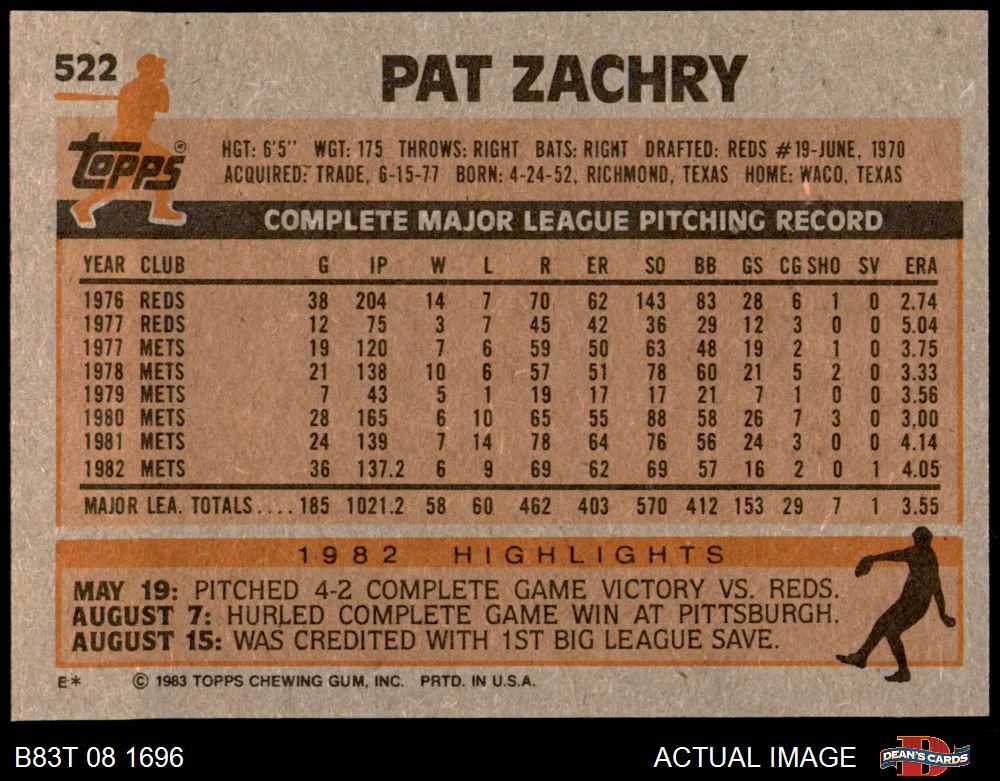 522
PAT ZACHRY
Topps®
HGT: 6'5" WGT: 175 THROWS: RIGHT BATS: RIGHT DRAFTED: REDS #19-JUNE, 1970
ACQUIRED: TRADE, 6-15-77 BORN: 4-24-52, RICHMOND, TEXAS HOME: WACO, TEXAS
COMPLETE MAJOR LEAGUE PITCHING RECORD
YEAR CLUB G IP W L R ER SO BB GS CG SHO SV ERA
1976 REDS 38 204 14 7 70 62 143 83 28 6 1 0 2.74
1977 REDS 12 75 3 7 45 42 36 29 12 3 0 0 5.04
1977 METS 19 120 7 6 59 50 63 48 19 2 1 0 3.75
1978 METS 21 138 10 6 57 51 78 60 21 5 2 0 3.33
1979 METS 7 43 5 1 19 17 17 21 7 1 0 0 3.56
1980 METS 28 165 6 10 65 55 88 58 26 7 3 0 3.00
1981 METS 24 139 7 14 78 64 76 56 24 3 0 0 4.14
1982 METS 36 137.2 6 9 69 62 69 57 16 2 0 1 4.05
MAJOR LEA. TOTALS.... 185 1021.2 58 60 462 403 570 412 153 29 7 1 3.55
1982 HIGHLIGHTS
MAY 19: PITCHED 4-2 COMPLETE GAME VICTORY VS. REDS.
AUGUST 7: HURLED COMPLETE GAME WIN AT PITTSBURGH.
AUGUST 15: WAS CREDITED WITH 1ST BIG LEAGUE SAVE.
E* © 1983 TOPPS CHEWING GUM, INC. PRTD. IN U.S.A.
B83T 08 1696 ACTUAL IMAGE DEAN'S CARDS